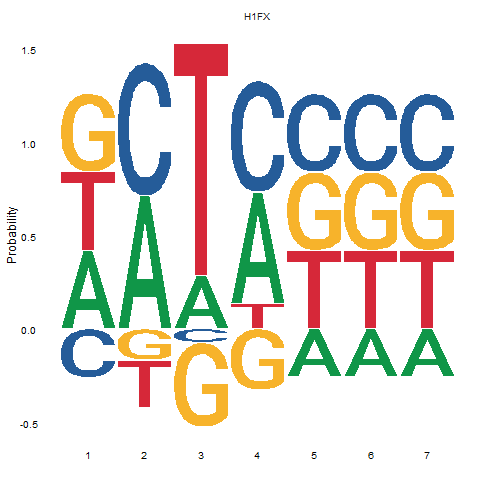 H1FX
1.5
1.0
0.5
0.0
-0.5
Probability
G C T C C C C
T A A A G G G
A G C T T T T
C T G G A A A
1 2 3 4 5 6 7